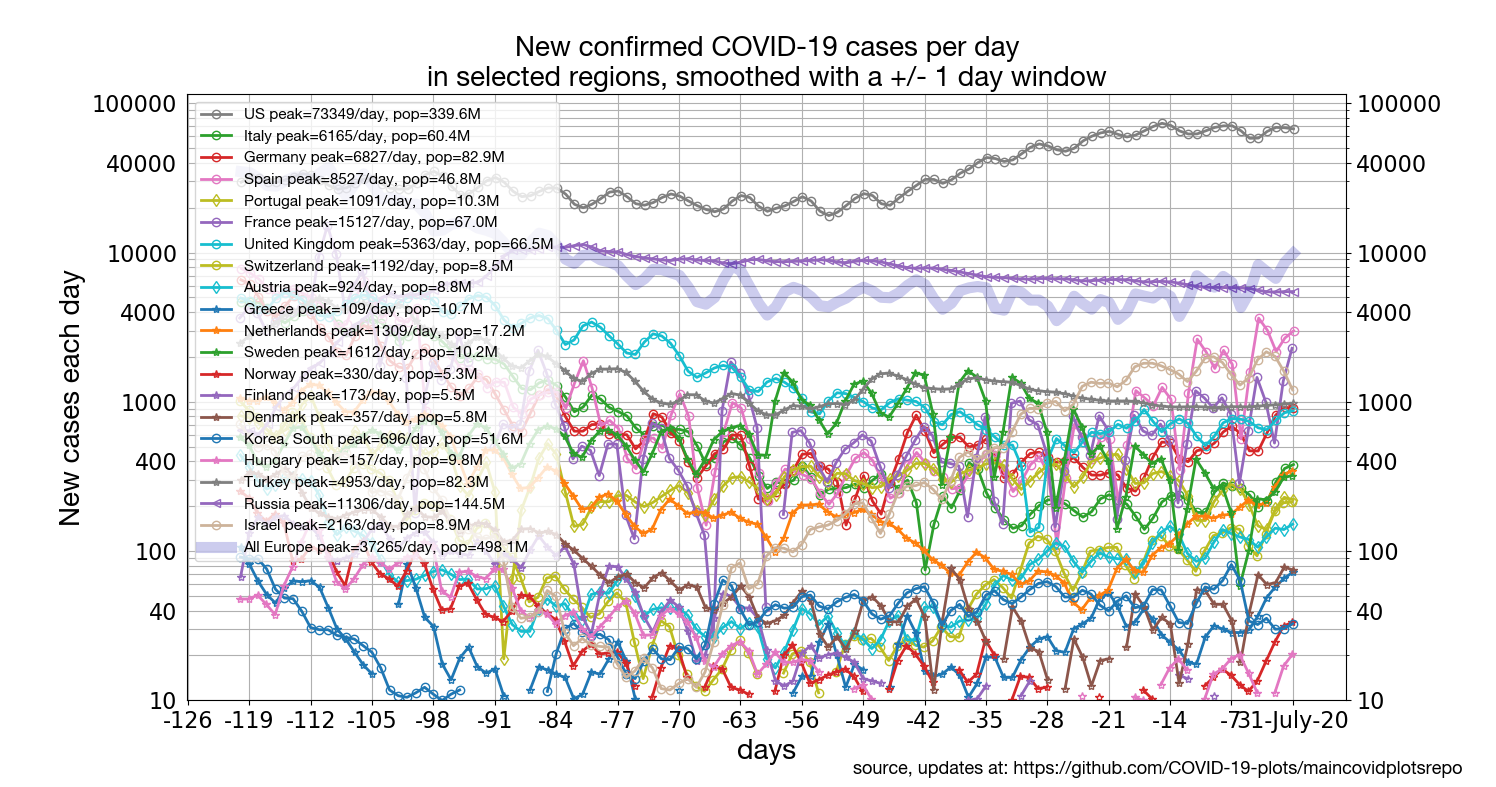 New confirmed COVID-19 cases per day
in selected regions, smoothed with a +/- 1 day window
100000
40000
10000
4000
1000
400
100
40
10
New cases each day
US peak=73349/day, pop=339.6M
Italy peak=6165/day, pop=60.4M
Germany peak=6827/day, pop=82.9M
Spain peak=8527/day, pop=46.8M
Portugal peak=1091/day, pop=10.3M
France peak=15127/day, pop=67.0M
United Kingdom peak=5363/day, pop=66.5M
Switzerland peak=1192/day, pop=8.5M
Austria peak=924/day, pop=8.8M
Greece peak=109/day, pop=10.7M
Netherlands peak=1309/day, pop=17.2M
Sweden peak=1612/day, pop=10.2M
Norway peak=330/day, pop=5.3M
Finland peak=173/day, pop=5.5M
Denmark peak=357/day, pop=5.8M
Korea, South peak=696/day, pop=51.6M
Hungary peak=157/day, pop=9.8M
Turkey peak=4953/day, pop=82.3M
Russia peak=11306/day, pop=144.5M
Israel peak=2163/day, pop=8.9M
All Europe peak=37265/day, pop=498.1M
100000
40000
10000
4000
1000
400
100
40
10
-126 -119 -112 -105 -98 -91 -84 -77 -70 -63 -56 -49 -42 -35 -28 -21 -14 -7 31-July-20
days
source, updates at: https://github.com/COVID-19-plots/maincovidplotsrepo